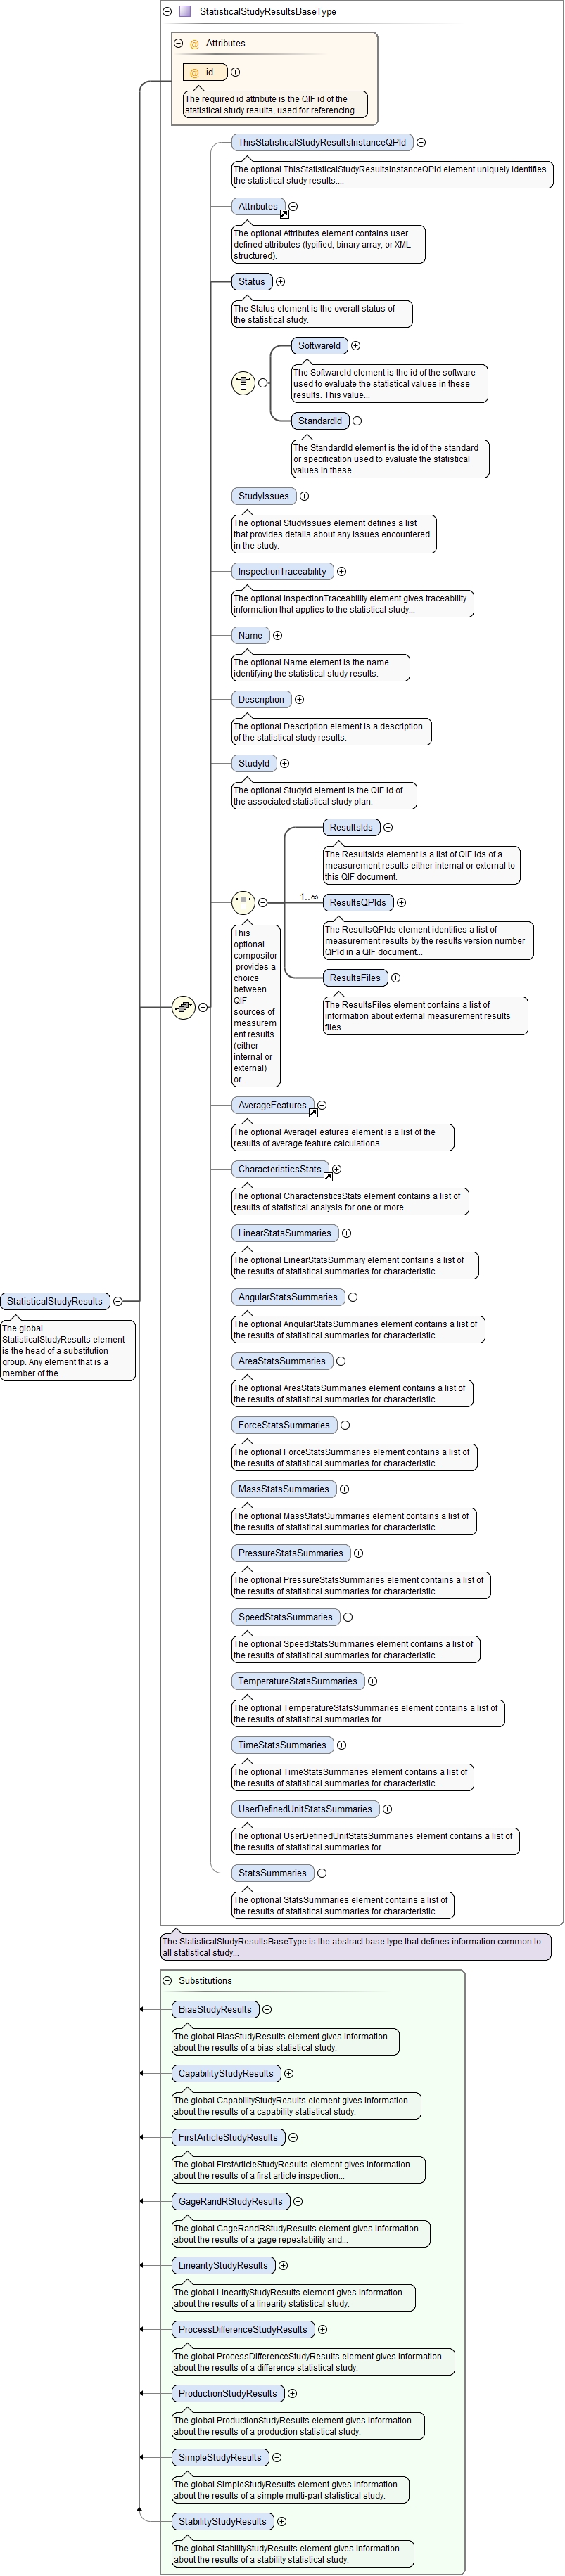 StatisticalStudyResultsBaseType
@ Attributes
@ id
The required id attribute is the QIF id of the
statistical study results, used for referencing.
ThisStatisticalStudyResultsInstanceQPId
The optional ThisStatisticalStudyResultsInstanceQPId element uniquely identifies
the statistical study results....
Attributes
The optional Attributes element contains user
defined attributes (typified, binary array, or XML
structured).
Status
The Status element is the overall status of
the statistical study.
SoftwareId
The SoftwareId element is the id of the software
used to evaluate the statistical values in these
results. This value...
StandardId
The StandardId element is the id of the standard
or specification used to evaluate the statistical
values in these...
StudyIssues
The optional StudyIssues element defines a list
that provides details about any issues encountered
in the study.
InspectionTraceability
The optional InspectionTraceability element gives traceability
information that applies to the statistical study...
Name
The optional Name element is the name
identifying the statistical study results.
Description
The optional Description element is a description
of the statistical study results.
StudyId
The optional StudyId element is the QIF id of
the associated statistical study plan.
ResultsIds
The ResultsIds element is a list of QIF ids of a
measurement results either internal or external to
this QIF document.
1..∞
ResultsQPIds
The ResultsQPIds element identifies a list of
measurement results by the results version number
QPId in a QIF document...
ResultsFiles
The ResultsFiles element contains a list of
information about external measurement results
files.
This
optional
compositor
provides a
choice
between
QIF
sources of
measurem
ent results
(either
internal or
external)
or...
AverageFeatures
The optional AverageFeatures element is a list of the
results of average feature calculations.
CharacteristicsStats
The optional CharacteristicsStats element contains a list of
results of statistical analysis for one or more...
LinearStatsSummaries
The optional LinearStatsSummary element contains a list of
the results of statistical summaries for characteristic...
AngularStatsSummaries
The optional AngularStatsSummaries element contains a list of
the results of statistical summaries for characteristic...
AreaStatsSummaries
The optional AreaStatsSummaries element contains a list of
the results of statistical summaries for characteristic...
ForceStatsSummaries
The optional ForceStatsSummaries element contains a list of
the results of statistical summaries for characteristic...
MassStatsSummaries
The optional MassStatsSummaries element contains a list of
the results of statistical summaries for characteristic...
PressureStatsSummaries
The optional PressureStatsSummaries element contains a list of
the results of statistical summaries for characteristic...
SpeedStatsSummaries
The optional SpeedStatsSummaries element contains a list of
the results of statistical summaries for characteristic...
TemperatureStatsSummaries
The optional TemperatureStatsSummaries element contains a list of
the results of statistical summaries for...
TimeStatsSummaries
The optional TimeStatsSummaries element contains a list of
the results of statistical summaries for characteristic...
UserDefinedUnitStatsSummaries
The optional UserDefinedUnitStatsSummaries element contains a list of
the results of statistical summaries for...
StatsSummaries
The optional StatsSummaries element contains a list of
the results of statistical summaries for characteristic...
StatisticalStudyResults
The global
StatisticalStudyResults element
is the head of a substitution
group. Any element that is a
member of the...
The StatisticalStudyResultsBaseType is the abstract base type that defines information common to
all statistical study...
Substitutions
BiasStudyResults
The global BiasStudyResults element gives information
about the results of a bias statistical study.
CapabilityStudyResults
The global CapabilityStudyResults element gives information
about the results of a capability statistical study.
FirstArticleStudyResults
The global FirstArticleStudyResults element gives information
about the results of a first article inspection...
GageRandRStudyResults
The global GageRandRStudyResults element gives information
about the results of a gage repeatability and...
LinearityStudyResults
The global LinearityStudyResults element gives information
about the results of a linearity statistical study.
ProcessDifferenceStudyResults
The global ProcessDifferenceStudyResults element gives information
about the results of a difference statistical study.
ProductionStudyResults
The global ProductionStudyResults element gives information
about the results of a production statistical study.
SimpleStudyResults
The global SimpleStudyResults element gives information
about the results of a simple multi-part statistical study.
StabilityStudyResults
The global StabilityStudyResults element gives information
about the results of a stability statistical study.